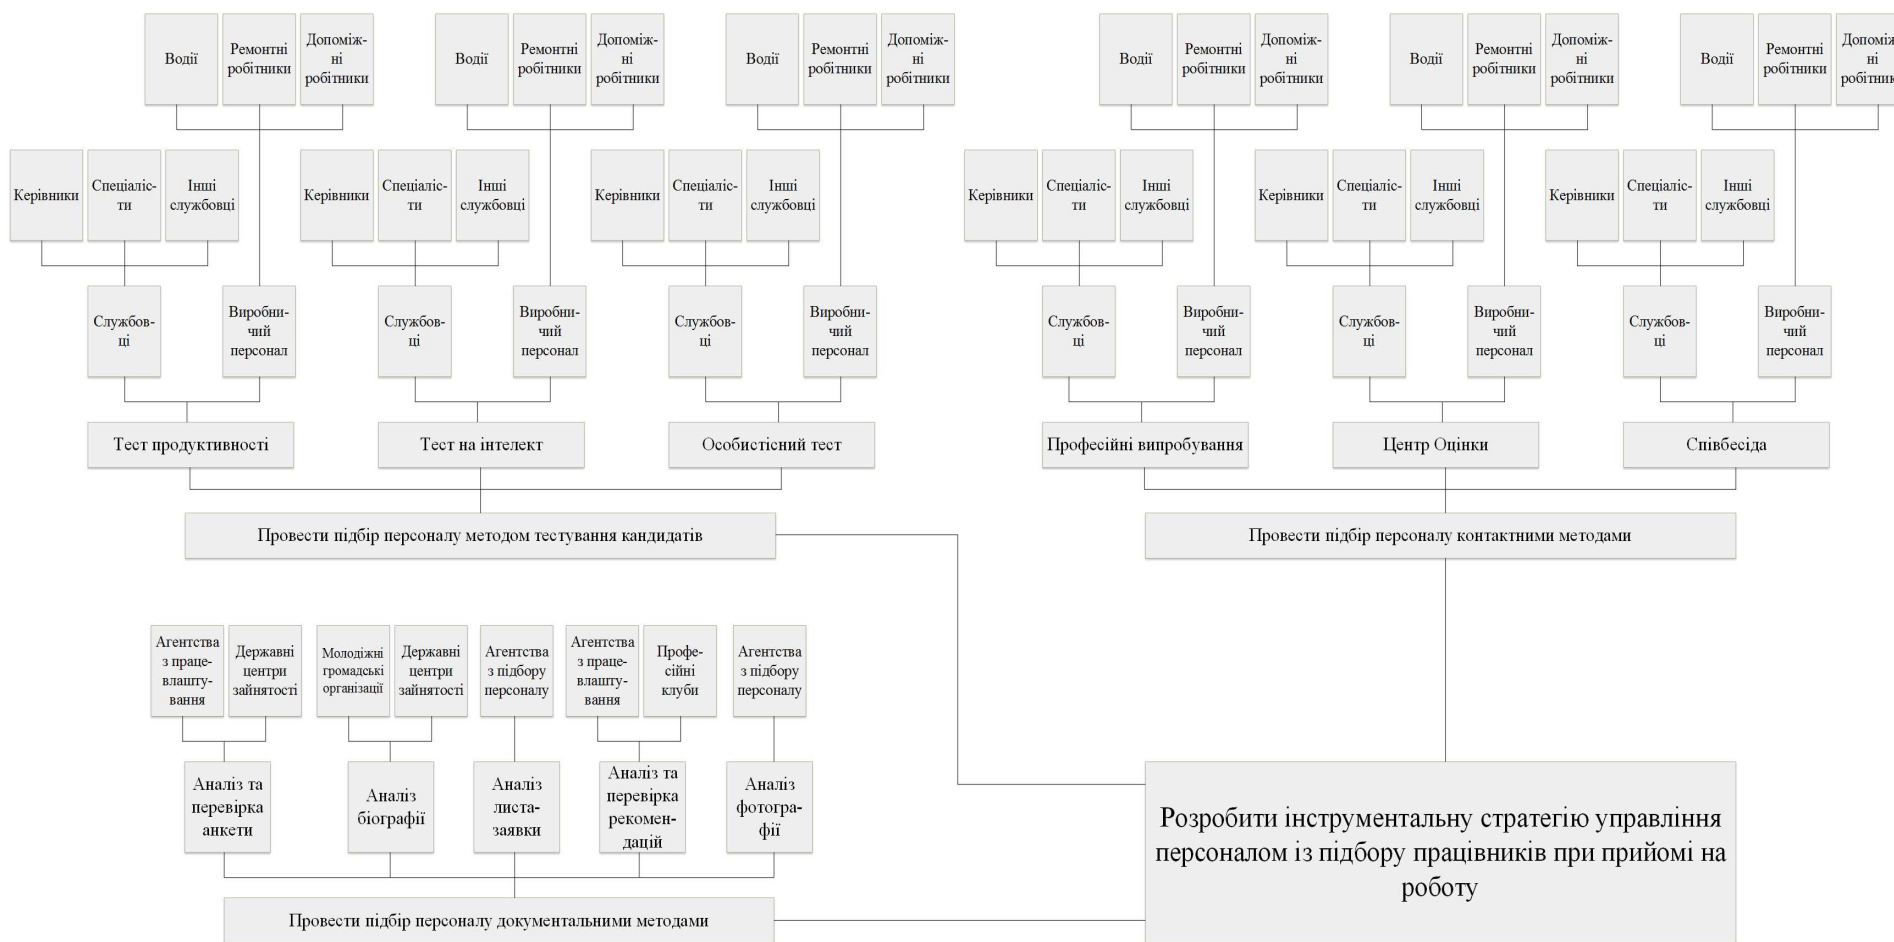 Водії
Ремонтні
робітники
Допоміж-
ні
робітники
Водії
Ремонтні
робітники
Допоміж-
ні
робітники
Водії
Ремонтні
робітники
Допоміж-
ні
робітники
Водії
Ремонтні
робітники
Допоміж-
ні
робітники
Водії
Ремонтні
робітники
Допоміж-
ні
робітники
Водії
Ремонтні
робітники
Допоміж-
ні
робітник
Керівники
Спеціаліс-
ти
Інші
службовці
Керівники
Спеціаліс-
ти
Інші
службовці
Керівники
Спеціаліс-
ти
Інші
службовці
Керівники
Спеціаліс-
ти
Інші
службовці
Керівники
Спеціаліс-
ти
Інші
службовці
Керівники
Спеціаліс-
ти
Інші
службовці
Службов-
ці
Виробни-
чий
персонал
Службов-
ці
Виробни-
чий
персонал
Службов-
ці
Виробни-
чий
персонал
Службов-
ці
Виробни-
чий
персонал
Службов-
ці
Виробни-
чий
персонал
Службов-
ці
Виробни-
чий
персонал
Тест продуктивності
Тест на інтелект
Особистісний тест
Професійні випробування
Центр Оцінки
Співбесіда
Провести підбір персоналу методом тестування кандидатів
Провести підбір персоналу контактними методами
Агентства
з праце-
влашту-
вання
Державні
центри
зайнятості
Молодіжні
громадські
організації
Державні
центри
зайнятості
Агентства
з підбору
персоналу
Агентства
з праце-
влашту-
вання
Профе-
сійні
клуби
Агентства
з підбору
персоналу
Аналіз та
перевірка
анкети
Аналіз
біографії
Аналіз
листа-
заявки
Аналіз та
перевірка
рекомен-
дацій
Аналіз
фотогра-
фії
Розробити інструментальну стратегію управління
персоналом із підбору працівників при прийомі на
роботу
Провести підбір персоналу документальними методами